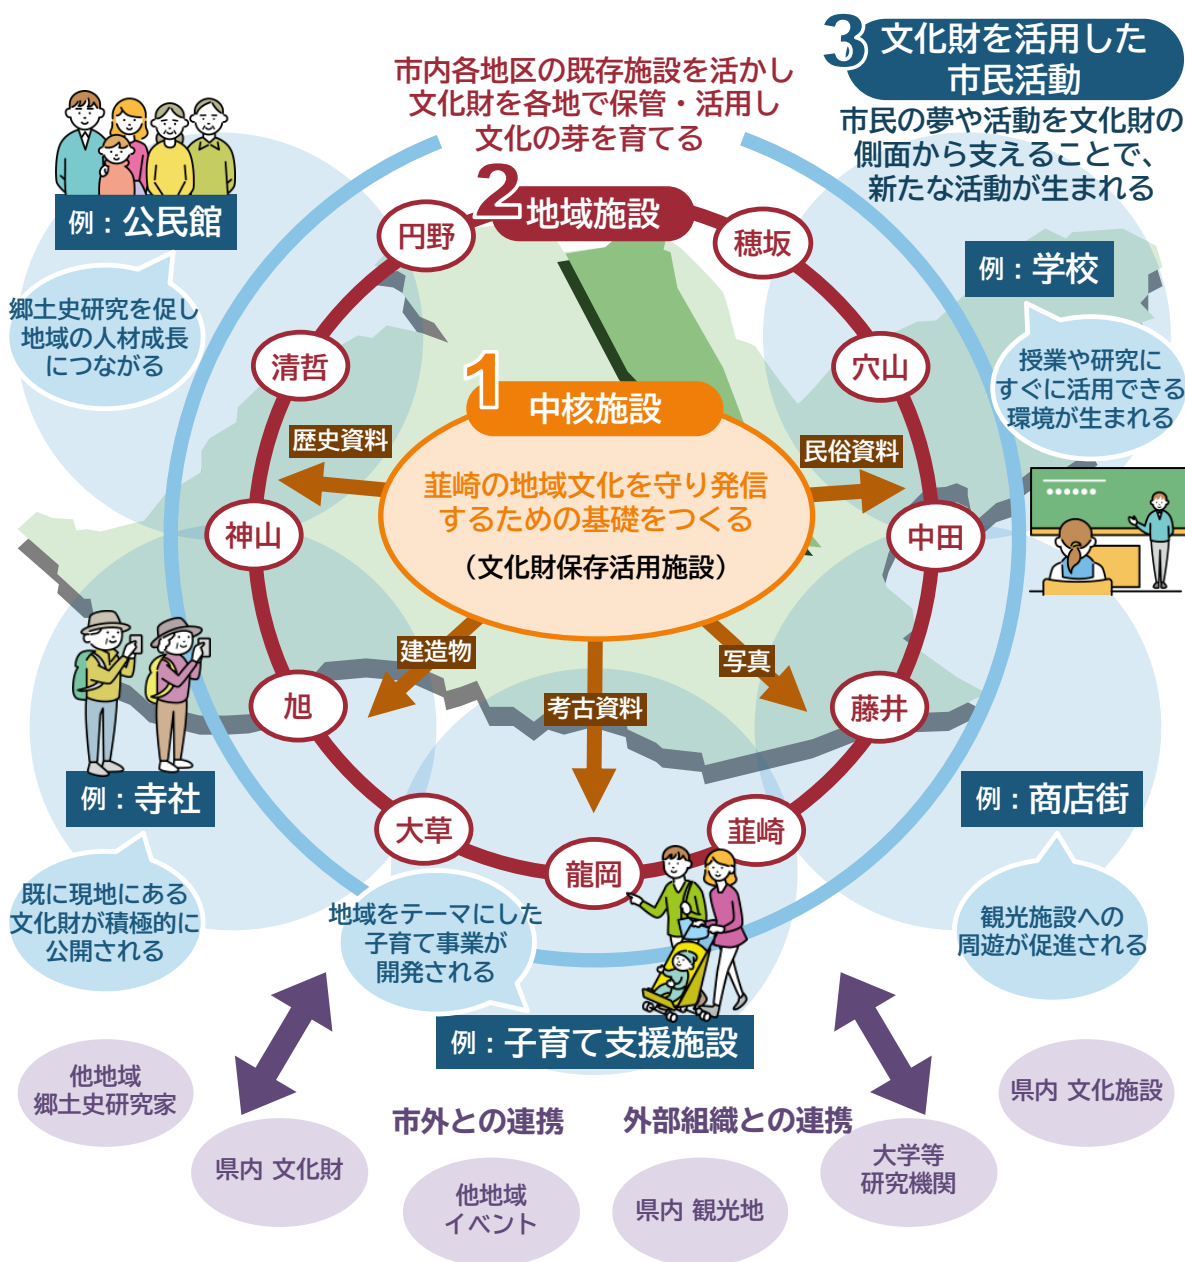 3 文化財を活用した
市民活動
市民の夢や活動を文化財の
側面から支えることで、
新たな活動が生まれる
市内各地区の既存施設を活かし
文化財を各地で保管・活用し
文化の芽を育てる
2 地域施設
円野
穂坂
清哲
穴山
神山
中田
旭
藤井
大草
龍岡
韮崎
1 中核施設
韮崎の地域文化を守り発信
するための基礎をつくる
（文化財保存活用施設）
歴史資料
民俗資料
建造物
考古資料
写真
例：公民館
郷土史研究を促し
地域の人材成長
につながる
例：学校
授業や研究に
すぐに活用できる
環境が生まれる
例：寺社
既に現地にある
文化財が積極的に
公開される
例：商店街
観光施設への
周遊が促進される
地域をテーマにした
子育て事業が
開発される
例：子育て支援施設
市外との連携
外部組織との連携
他地域
郷土史研究家
県内 文化財
他地域
イベント
県内 観光地
大学等
研究機関
県内 文化施設